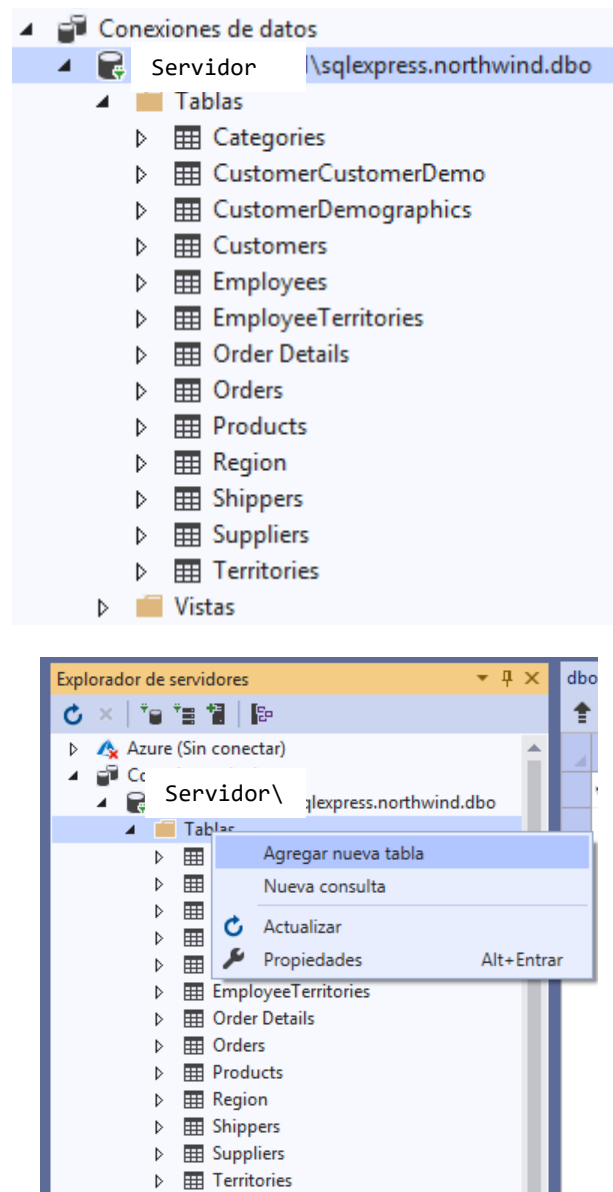 Conexiones de datos
Servidor \sqlexpress.northwind.dbo
Tablas
Categories
CustomerCustomerDemo
CustomerDemographics
Customers
Employees
EmployeeTerritories
Order Details
Orders
Products
Region
Shippers
Suppliers
Territories
Vistas
Explorador de servidores
dbo
Azure (Sin conectar)
Servidor\ qlexpress.northwind.dbo
Tablas
Agregar nueva tabla
Nueva consulta
Actualizar
Propiedades Alt+Entrar
EmployeeTerritories
Order Details
Orders
Products
Region
Shippers
Suppliers
Territories